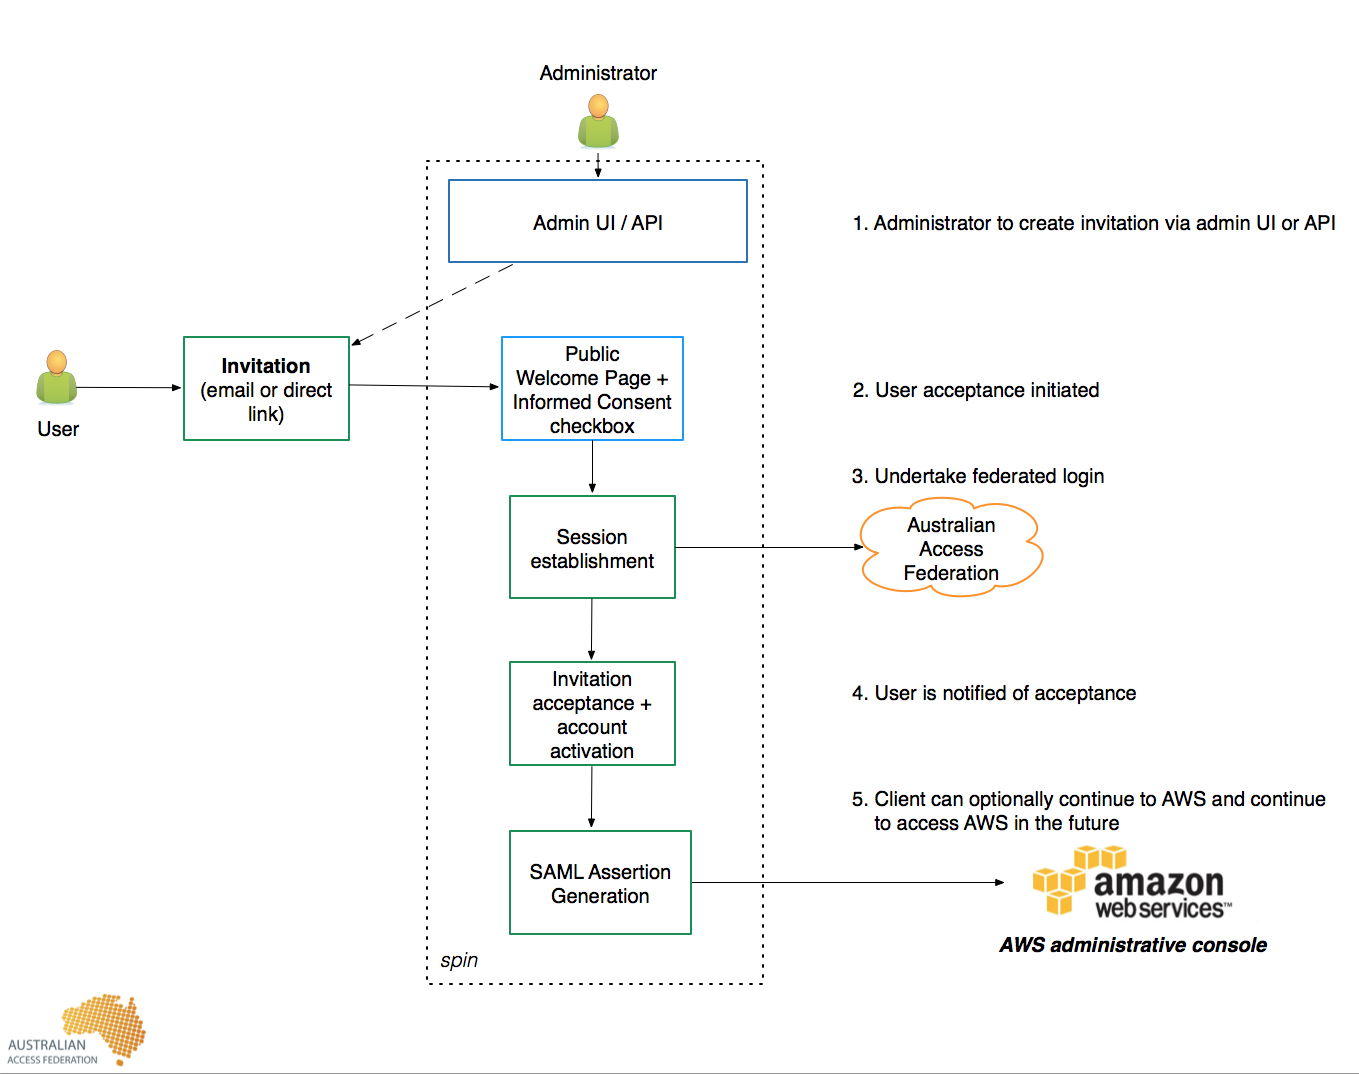 Administrator
Admin UI / API
1. Administrator to create invitation via admin UI or API
User
Invitation
(email or direct
link)
Public
Welcome Page +
Informed Consent
checkbox
2. User acceptance initiated
3. Undertake federated login
Session
establishment
Australian
Access
Federation
Invitation
acceptance +
account
activation
4. User is notified of acceptance
5. Client can optionally continue to AWS and continue
to access AWS in the future
SAML Assertion
Generation
amazon
web services™
AWS administrative console
spin
AUSTRALIAN
ACCESS FEDERATION